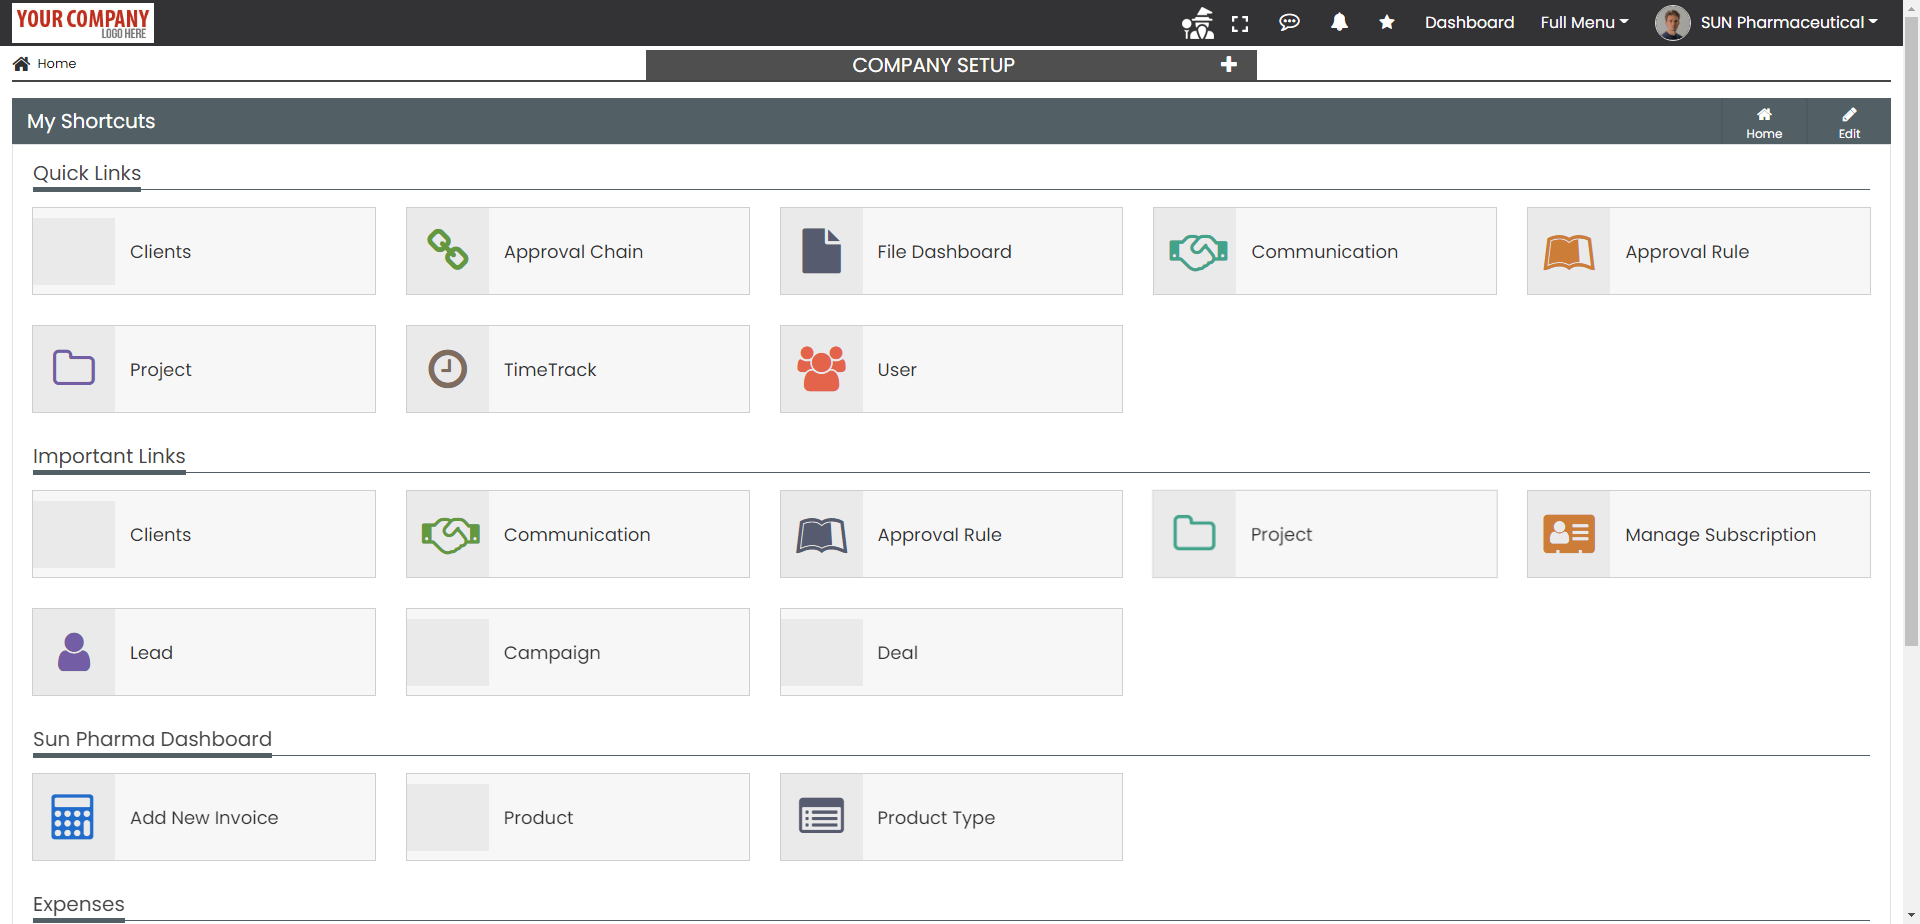 YOUR COMPANY
LOGO HERE
Dashboard
Full Menu
SUN Pharmaceutical
Home
COMPANY SETUP
My Shortcuts
Home
Edit
Quick Links
Clients
Approval Chain
File Dashboard
Communication
Approval Rule
Project
TimeTrack
User
Important Links
Clients
Communication
Approval Rule
Project
Manage Subscription
Lead
Campaign
Deal
Sun Pharma Dashboard
Add New Invoice
Product
Product Type
Expenses